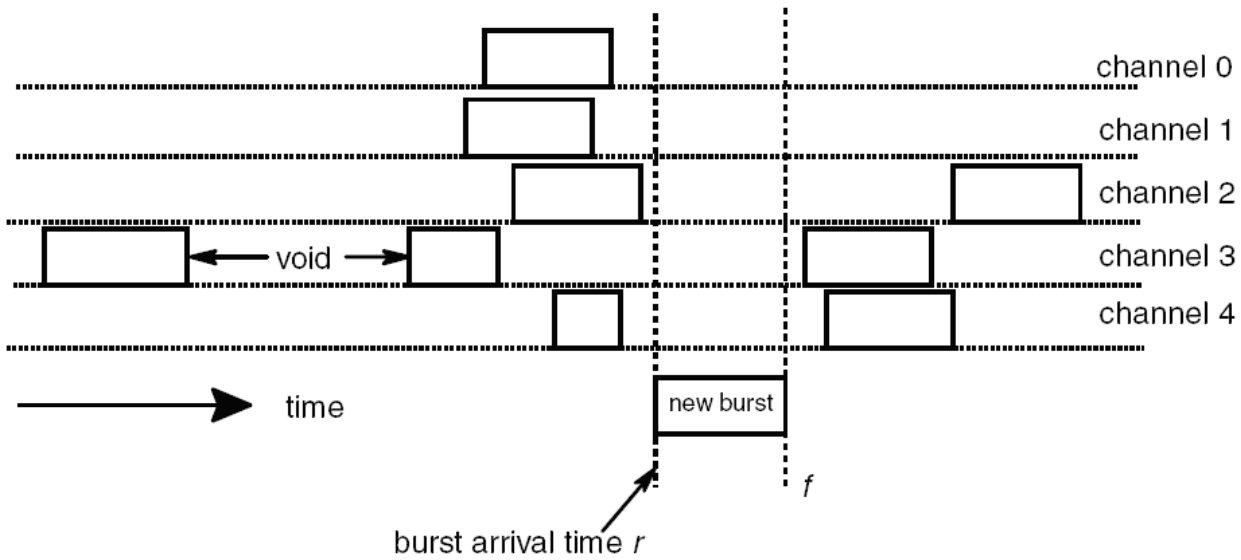 channel 0
channel 1
channel 2
void
channel 3
channel 4
time
new burst
f
burst arrival time r